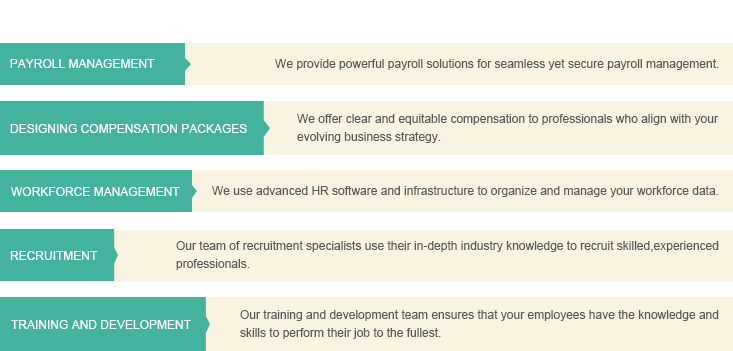 PAYROLL MANAGEMENT
We provide powerful payroll solutions for seamless yet secure payroll management.
DESIGNING COMPENSATION PACKAGES
We offer clear and equitable compensation to professionals who align with your
evolving business strategy.
WORKFORCE MANAGEMENT
We use advanced HR software and infrastructure to organize and manage your workforce data.
RECRUITMENT
Our team of recruitment specialists use their in-depth industry knowledge to recruit skilled,experienced
professionals.
TRAINING AND DEVELOPMENT
Our training and development team ensures that your employees have the knowledge and
skills to perform their job to the fullest.